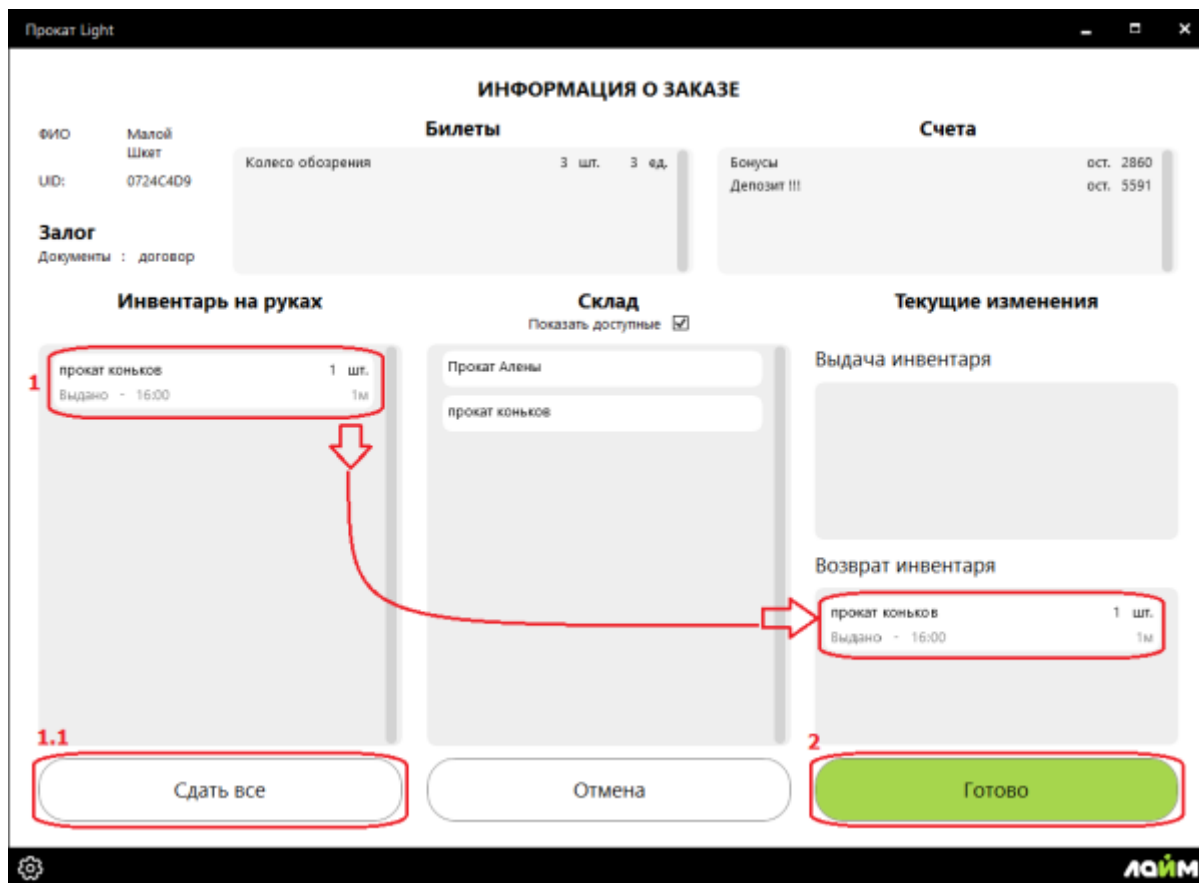 Прокат Light
ИНФОРМАЦИЯ О ЗАКАЗЕ
ФИО Малой Шкет
UID: 0724C4D9
Залог
Документы : договор
Билеты
Колесо обозрения 3 шт. 3 ед.
Счета
Бонусы ост. 2860
Депозит !!! ост. 5591
Инвентарь на руках
1
прокат коньков 1 шт.
Выдано - 16:00 1м
1.1
Сдать все
Склад
Показать доступные
Прокат Алены
прокат коньков
Отмена
Текущие изменения
Выдача инвентаря
Возврат инвентаря
прокат коньков 1 шт.
Выдано - 16:00 1м
2
Готово
лайм